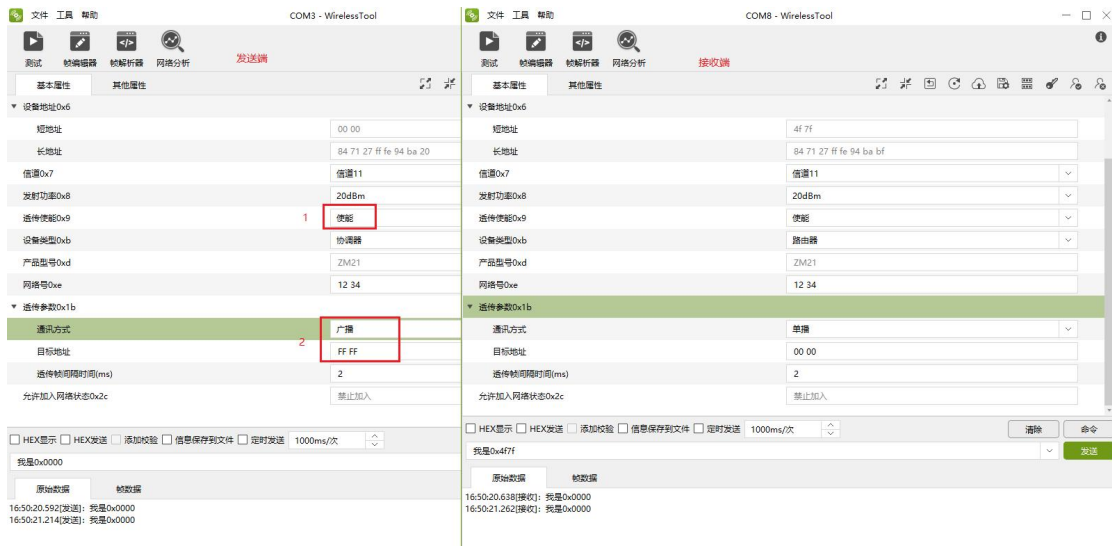 文件 工具 帮助
COM3 - WirelessTool
测试 帧编辑器 帧解析器 网络分析
发送端
基本属性 其他属性
设备地址0x6
短地址 00 00
长地址 84 71 27 ff fe 94 ba 20
信道0x7 信道11
发射功率0x8 20dBm
透传使能0x9 1 使能
设备类型0xb 协调器
产品型号0xd ZM21
网络号0xe 12 34
透传参数0x1b
通讯方式 广播
2
目标地址 FF FF
透传帧间隔时间(ms) 2
允许加入网络状态0x2c 禁止加入
HEX显示 HEX发送 添加校验 信息保存到文件 定时发送 1000ms/次
我是0x0000
原始数据 帧数据
16:50:20.592[发送]: 我是0x0000
16:50:21.214[发送]: 我是0x0000
文件 工具 帮助
COM8 - WirelessTool
测试 帧编辑器 帧解析器 网络分析
接收端
基本属性 其他属性
设备地址0x6
短地址 4f 7f
长地址 84 71 27 ff fe 94 ba bf
信道0x7 信道11
发射功率0x8 20dBm
透传使能0x9 使能
设备类型0xb 路由器
产品型号0xd ZM21
网络号0xe 12 34
透传参数0x1b
通讯方式 单播
目标地址 00 00
透传帧间隔时间(ms) 2
允许加入网络状态0x2c 禁止加入
HEX显示 HEX发送 添加校验 信息保存到文件 定时发送 1000ms/次 清除 命令
我是0x4f7f 发送
原始数据 帧数据
16:50:20.638[接收]: 我是0x0000
16:50:21.262[接收]: 我是0x0000